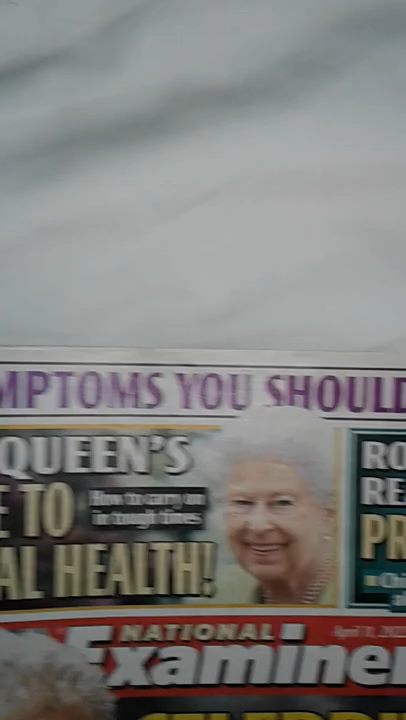 MPTOMS YOU SHOULD
QUEEN'S
E TO
How to carry on
in tough times
AL HEALTH!
RO
RE
PR
NATIONAL
Examiner
April 11,